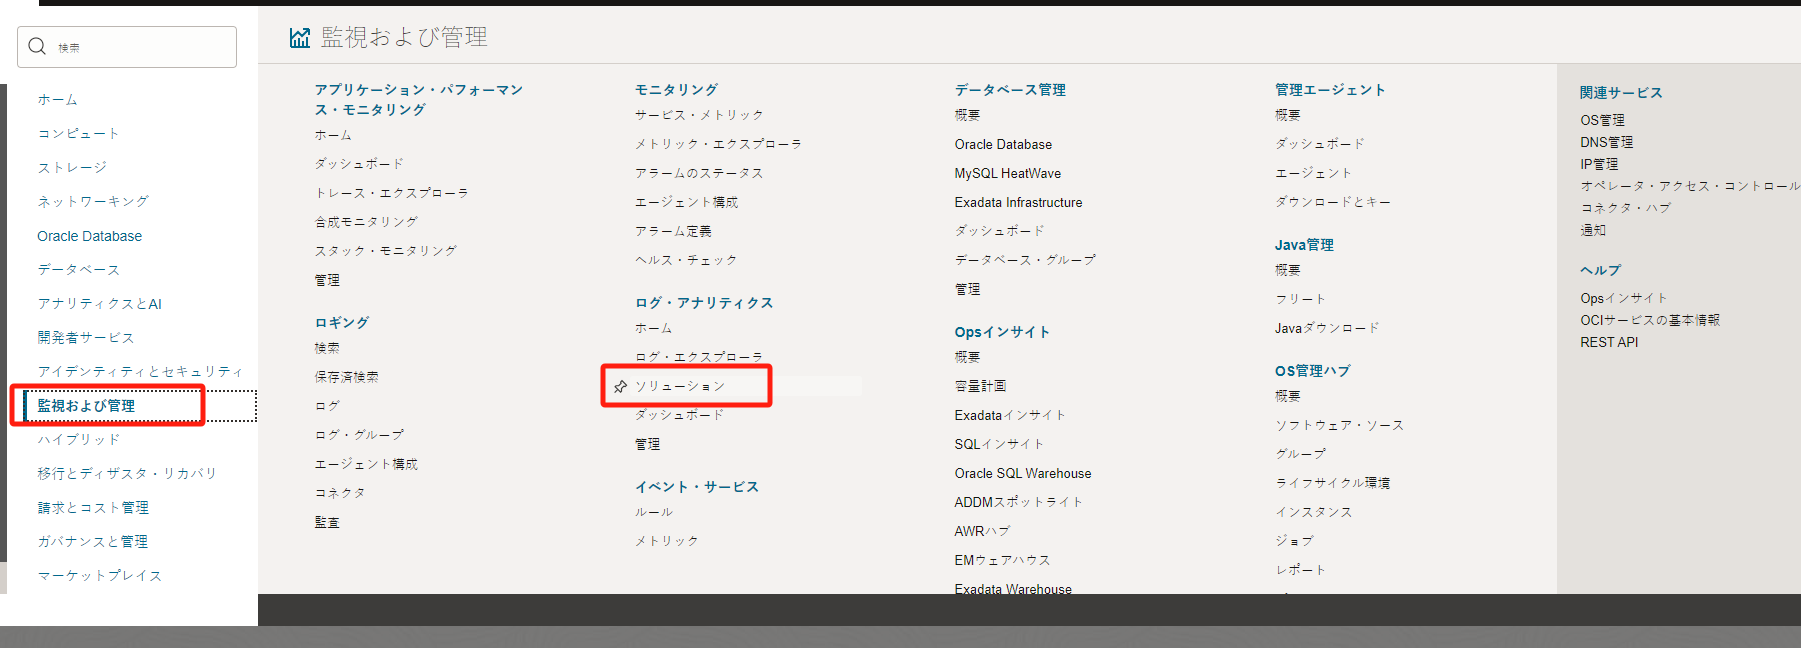 検索
ホーム
コンピュート
ストレージ
ネットワーキング
Oracle Database
データベース
アナリティクスとAI
開発者サービス
アイデンティティとセキュリティ
監視および管理
ハイブリッド
移行とディザスタ・リカバリ
請求とコスト管理
ガバナンスと管理
マーケットプレイス
監視および管理
アプリケーション・パフォーマン
ス・モニタリング
ホーム
ダッシュボード
トレース・エクスプローラ
合成モニタリング
スタック・モニタリング
管理
ロギング
検索
保存済検索
ログ
ログ・グループ
エージェント構成
コネクタ
監査
モニタリング
サービス・メトリック
メトリック・エクスプローラ
アラームのステータス
エージェント構成
アラーム定義
ヘルス・チェック
ログ・アナリティクス
ホーム
ログ・エクスプローラ
ソリューション
ダッシュボード
管理
イベント・サービス
ルール
メトリック
データベース管理
概要
Oracle Database
MySQL HeatWave
Exadata Infrastructure
ダッシュボード
データベース・グループ
管理
Opsインサイト
概要
容量計画
Exadataインサイト
SQLインサイト
Oracle SQL Warehouse
ADDMスポットライト
AWRハブ
EMウェアハウス
Exadata Warehouse
管理エージェント
概要
ダッシュボード
エージェント
ダウンロードとキー
Java管理
概要
フリート
Javaダウンロード
OS管理ハブ
概要
ソフトウェア・ソース
グループ
ライフサイクル環境
インスタンス
ジョブ
レポート
関連サービス
OS管理
DNS管理
IP管理
オペレータ・アクセス・コントロール
コネクタ・ハブ
通知
ヘルプ
Opsインサイト
OCIサービスの基本情報
REST API